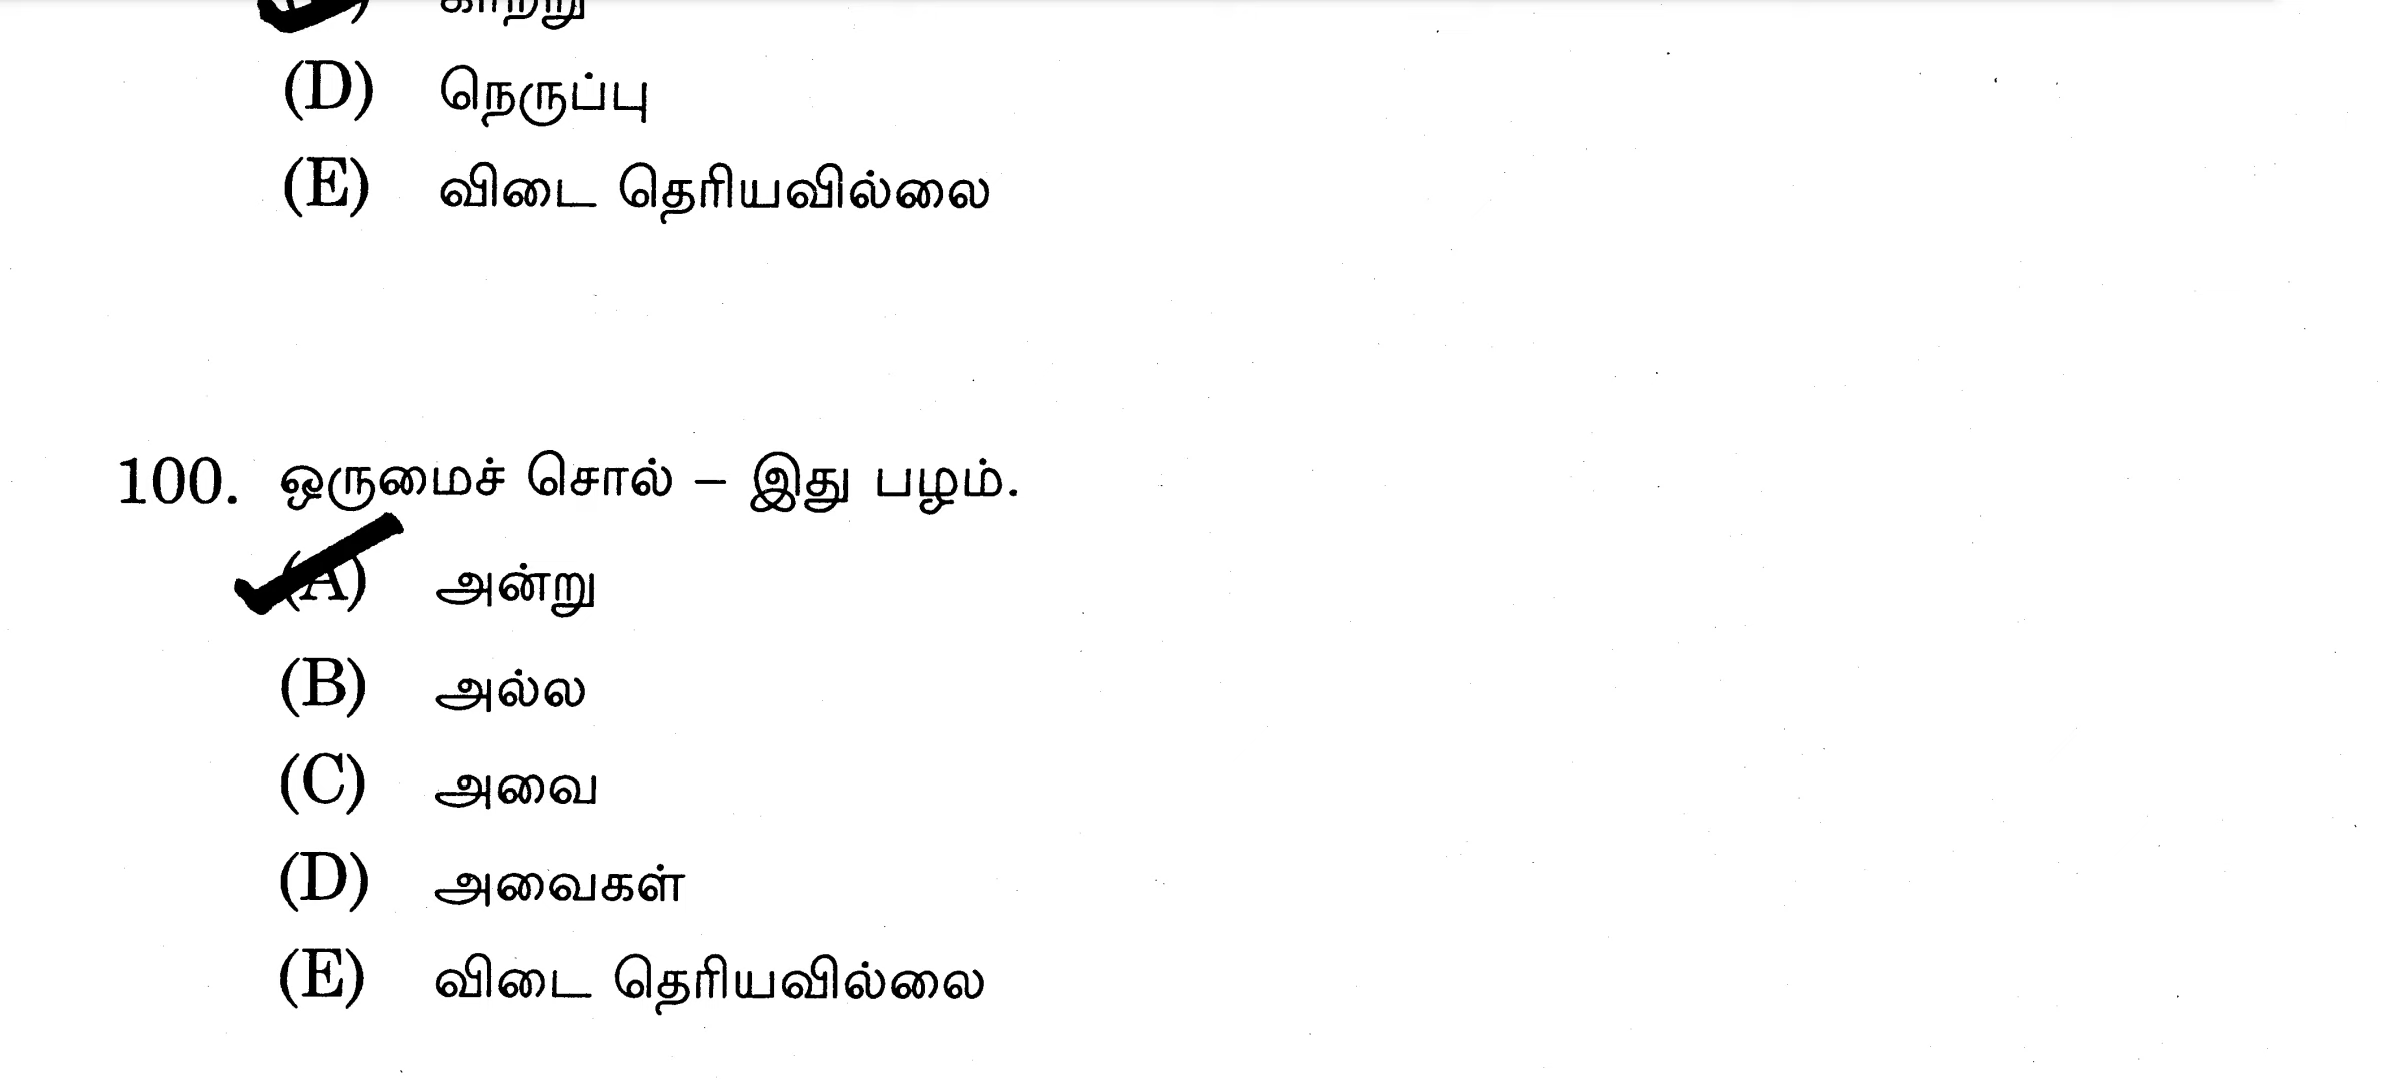 காற்று
(D) நெருப்பு
(E) விடை தெரியவில்லை
100. ஒருமைச் சொல் – இது பழம்.
(A) அன்று
(B) அல்ல
(C) அவை
(D) அவைகள்
(E) விடை தெரியவில்லை